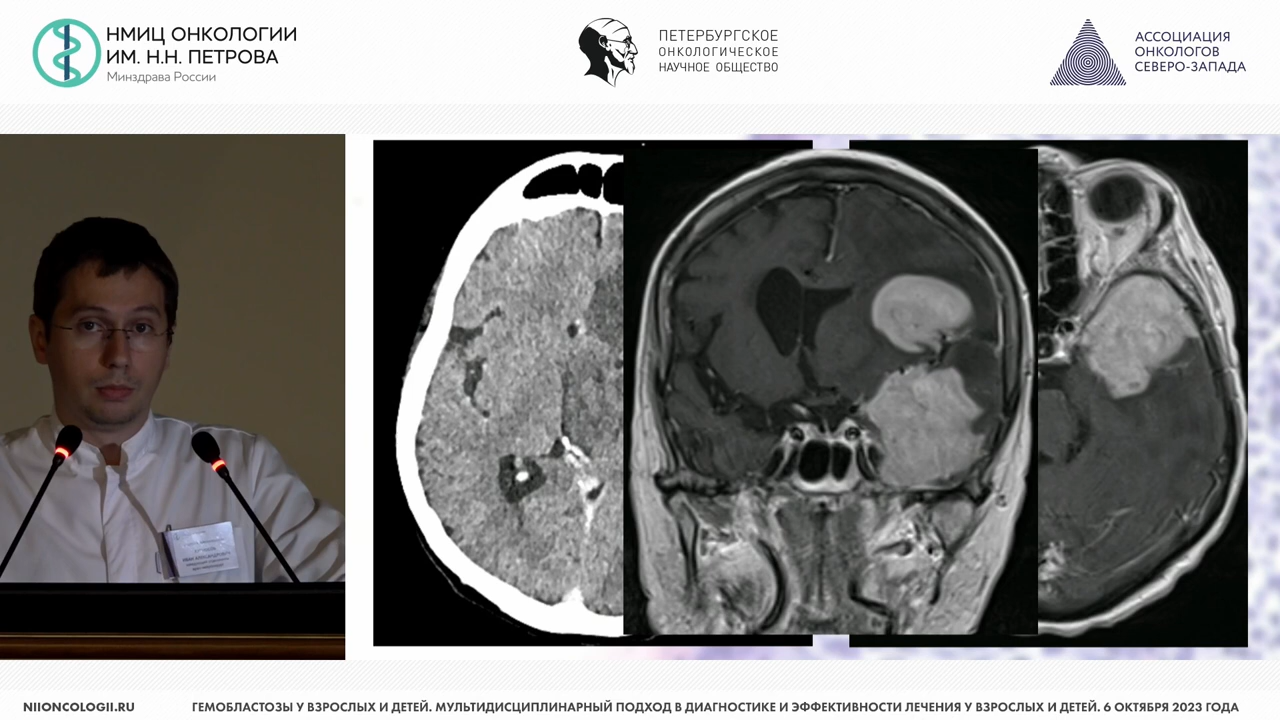 НМИЦ ОНКОЛОГИИ
ИМ. Н.Н. ПЕТРОВА
Минздрава России
ПЕТЕРБУРГСКОЕ
ОНКОЛОГИЧЕСКОЕ
НАУЧНОЕ ОБЩЕСТВО
АССОЦИАЦИЯ
ОНКОЛОГОВ
СЕВЕРО-ЗАПАДА
NIIONCOLOGII.RU
ГЕМОБЛАСТОЗЫ У ВЗРОСЛЫХ И ДЕТЕЙ. МУЛЬТИДИСЦИПЛИНАРНЫЙ ПОДХОД В ДИАГНОСТИКЕ И ЭФФЕКТИВНОСТИ ЛЕЧЕНИЯ У ВЗРОСЛЫХ И ДЕТЕЙ. 6 ОКТЯБРЯ 2023 ГОДА